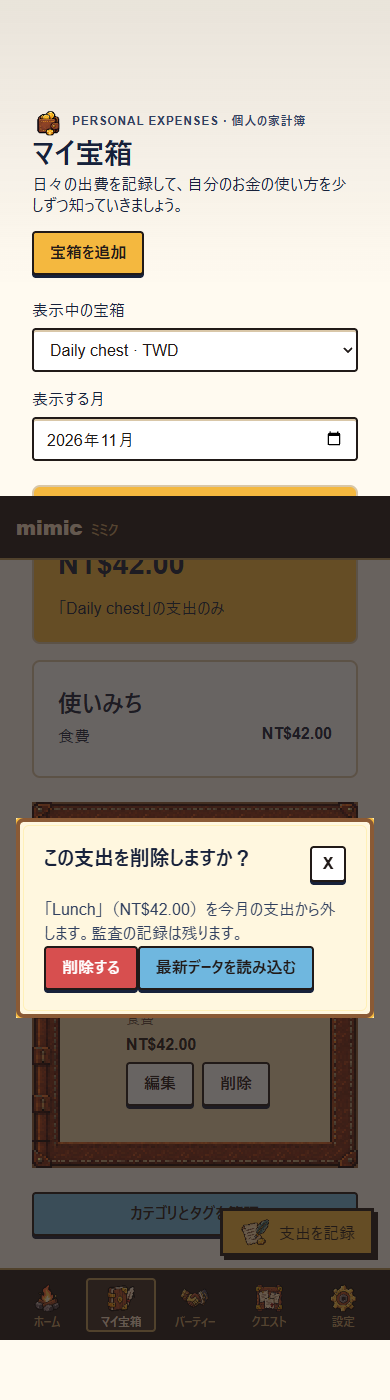 PERSONAL EXPENSES · 個人の家計簿
マイ宝箱
日々の出費を記録して、自分のお金の使い方を少
しずつ知っていきましょう。
宝箱を追加
表示中の宝箱
Daily chest · TWD
表示する月
2026年11月
mimic ミミク
NT$42.00
「Daily chest」の支出のみ
使いみち
食費
NT$42.00
この支出を削除しますか？
X
「Lunch」（NT$42.00）を今月の支出から外
します。監査の記録は残ります。
削除する
最新データを読み込む
食費
NT$42.00
編集
削除
カテゴリとタグを
支出を記録
ホーム
マイ宝箱
パーティー
クエスト
設定